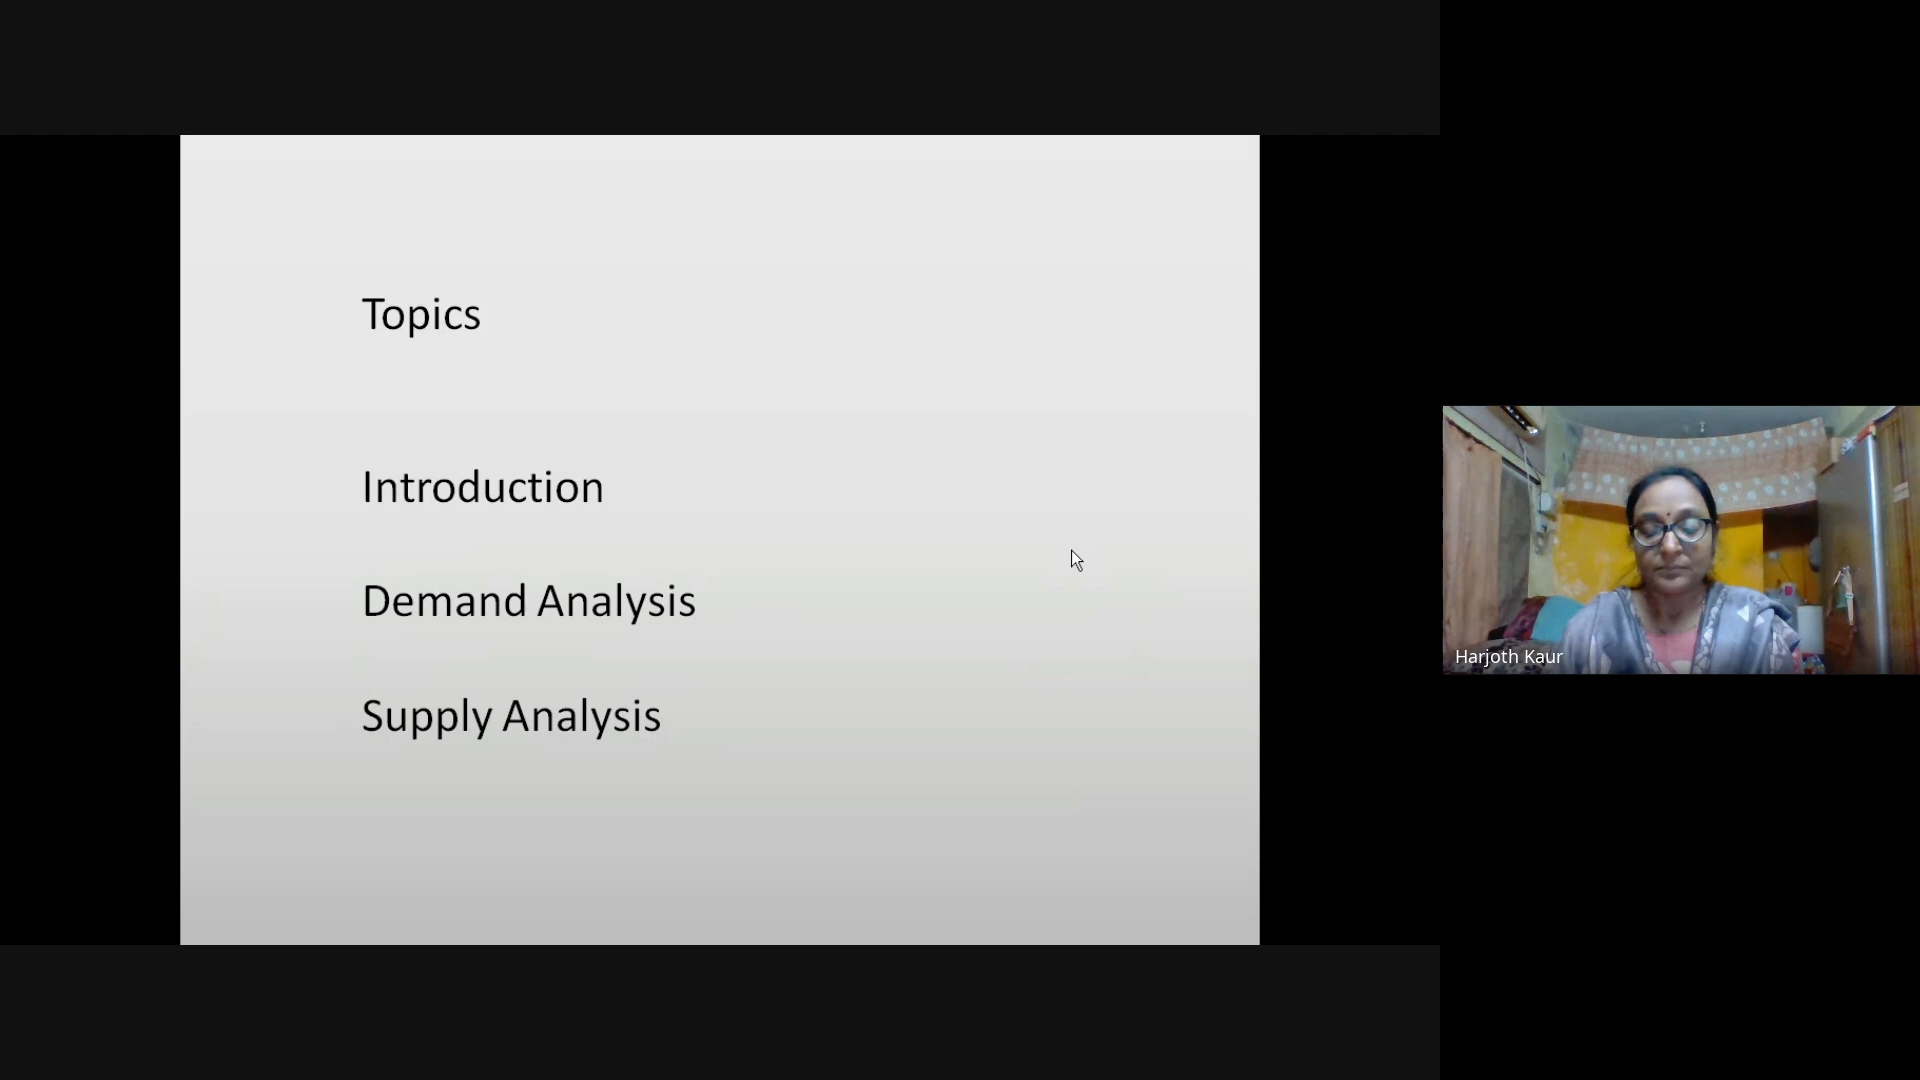 Topics
Introduction
Demand Analysis
Supply Analysis
Harjoth Kaur